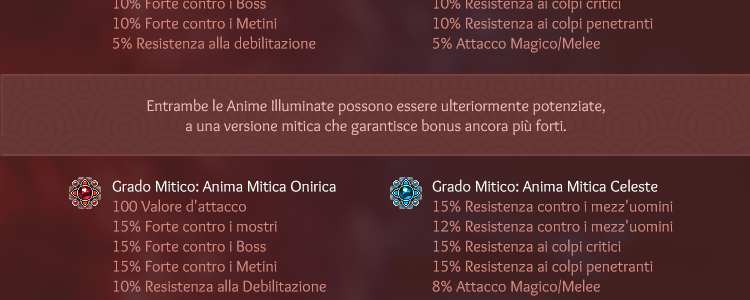 10% Forte contro i Boss
10% Forte contro i Metini
5% Resistenza alla debilitazione
10% Resistenza ai colpi critici
10% Resistenza ai colpi penetranti
5% Attacco Magico/Melee
Entrambe le Anime Illuminate possono essere ulteriormente potenziate,
a una versione mitica che garantisce bonus ancora più forti.
Grado Mitico: Anima Mitica Onirica
100 Valore d'attacco
15% Forte contro i mostri
15% Forte contro i Boss
15% Forte contro i Metini
10% Resistenza alla Debilitazione
Grado Mitico: Anima Mitica Celeste
15% Resistenza contro i mezz'uomini
12% Resistenza contro i mezz'uomini
15% Resistenza ai colpi critici
15% Resistenza ai colpi penetranti
8% Attacco Magico/Melee